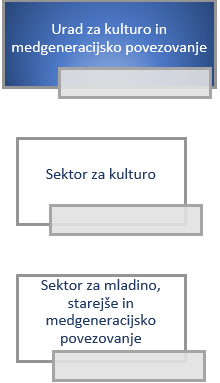 Urad za kulturo in
medgeneracijsko povezovanje
Sektor za kulturo
Sektor za mladino,
starejše in
medgeneracijsko
povezovanje